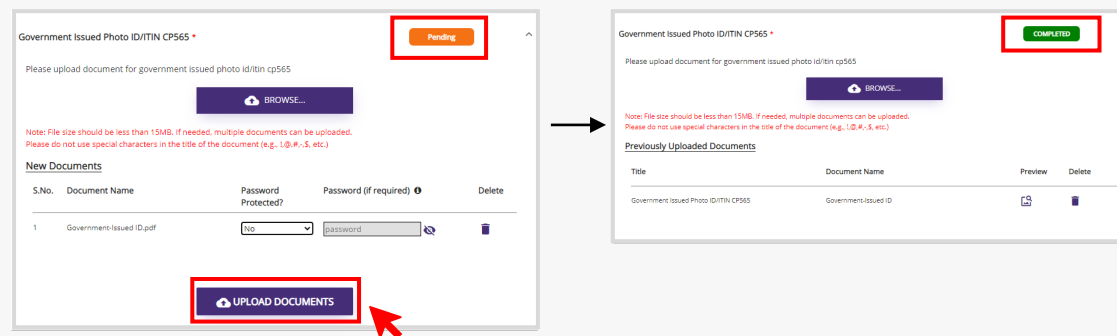 Government Issued Photo ID/ITIN CP565 *
Pending
Please upload document for government issued photo id/itin cp565
BROWSE...
Note: File size should be less than 15MB. If needed, multiple documents can be uploaded.
Please do not use special characters in the title of the document (e.g., !,@,#,-,$, etc.)
New Documents
S.No. Document Name Password Protected? Password (if required) Delete
1 Government-Issued ID.pdf No password
UPLOAD DOCUMENTS
Government Issued Photo ID/ITIN CP565 *
COMPLETED
Please upload document for government issued photo id/itin cp565
BROWSE...
Note: File size should be less than 15MB. If needed, multiple documents can be uploaded.
Please do not use special characters in the title of the document (e.g., !,@,#,-,$, etc.)
Previously Uploaded Documents
Title Document Name Preview Delete
Government Issued Photo ID/ITIN CP565 Government-Issued ID